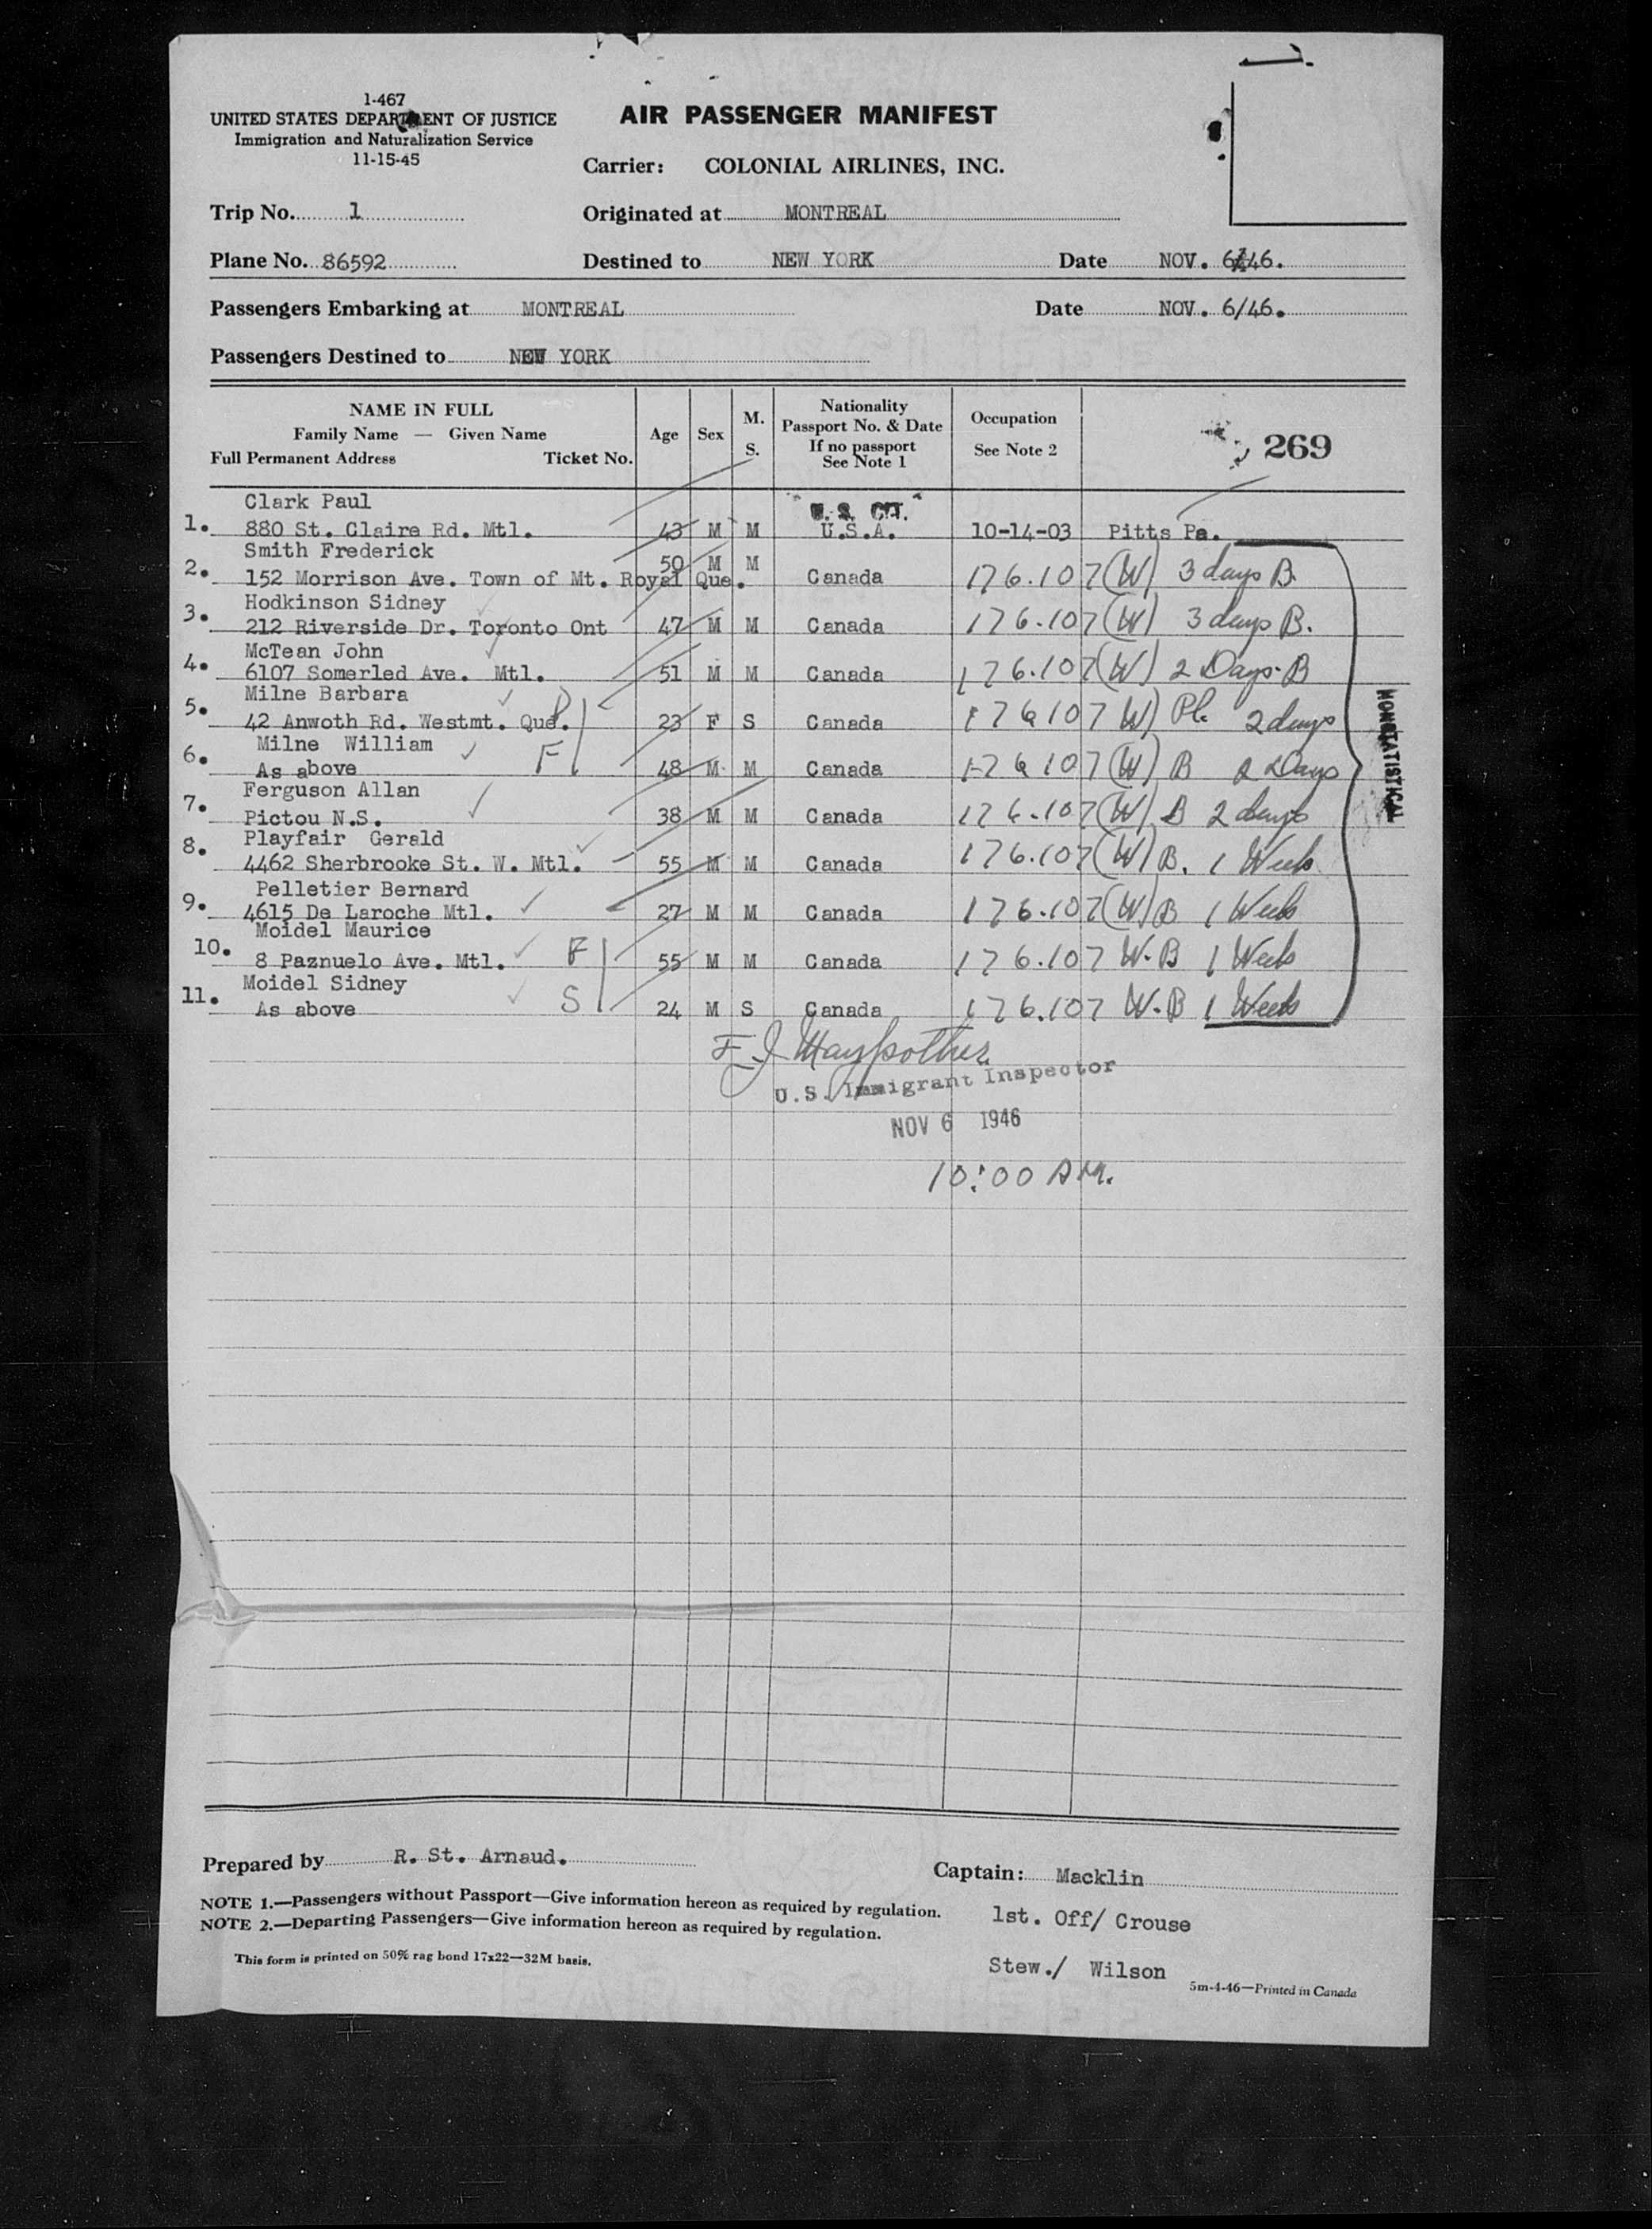 1-467
UNITED STATES DEPARTMENT OF JUSTICE
Immigration and Naturalization Service
11-15-45
AIR PASSENGER MANIFEST
Carrier: COLONIAL AIRLINES, INC.
Trip No. 1 Originated at MONTREAL
Plane No. 86592 Destined to NEW YORK Date NOV. 6/46.
Passengers Embarking at MONTREAL Date NOV. 6/46.
Passengers Destined to NEW YORK
NAME IN FULL
Family Name — Given Name
Full Permanent Address Ticket No.
Age
Sex
M.
S.
Nationality
Passport No. & Date
If no passport
See Note 1
Occupation
See Note 2
269
Clark Paul U.S. CIT.
1. 880 St. Claire Rd. Mtl. 43 M M U.S.A. 10-14-03 Pitts Pa.
Smith Frederick
2. 152 Morrison Ave. Town of Mt. Royal Que. 50 M M Canada 176.107 (W) 3 days B.
Hodkinson Sidney
3. 212 Riverside Dr. Toronto Ont 47 M M Canada 176.107 (W) 3 days B.
McTean John
4. 6107 Somerled Ave. Mtl. 51 M M Canada 176.107 (W) 2 Days-B
Milne Barbara
5. 42 Anwoth Rd. Westmt. Que. D 23 F S Canada 176107 W) Pl. 2 days
Milne William
6. As above F 48 M M Canada 176107 (W) B 2 Days
Ferguson Allan
7. Pictou N.S. 38 M M Canada 176.107 (W) B 2 days
Playfair Gerald
8. 4462 Sherbrooke St. W. Mtl. 55 M M Canada 176.107 (W) B. 1 Week
Pelletier Bernard
9. 4615 De Laroche Mtl. 27 M M Canada 176.107 (W) B 1 Week
Moidel Maurice
10. 8 Paznuelo Ave. Mtl. F 55 M M Canada 176.107 W-B 1 Week
Moidel Sidney
11. As above S 24 M S Canada 176.107 W-B 1 Week
NONSTATISTICAL
F J
U.S. Immigrant Inspector
NOV 6 1946
10:00 AM.
Prepared by R. St. Arnaud.
Captain: Macklin
NOTE 1.—Passengers without Passport—Give information hereon as required by regulation.
NOTE 2.—Departing Passengers—Give information hereon as required by regulation.
1st. Off/ Crouse
This form is printed on 50% rag bond 17x22—32M basis.
Stew./ Wilson
5m-4-46—Printed in Canada